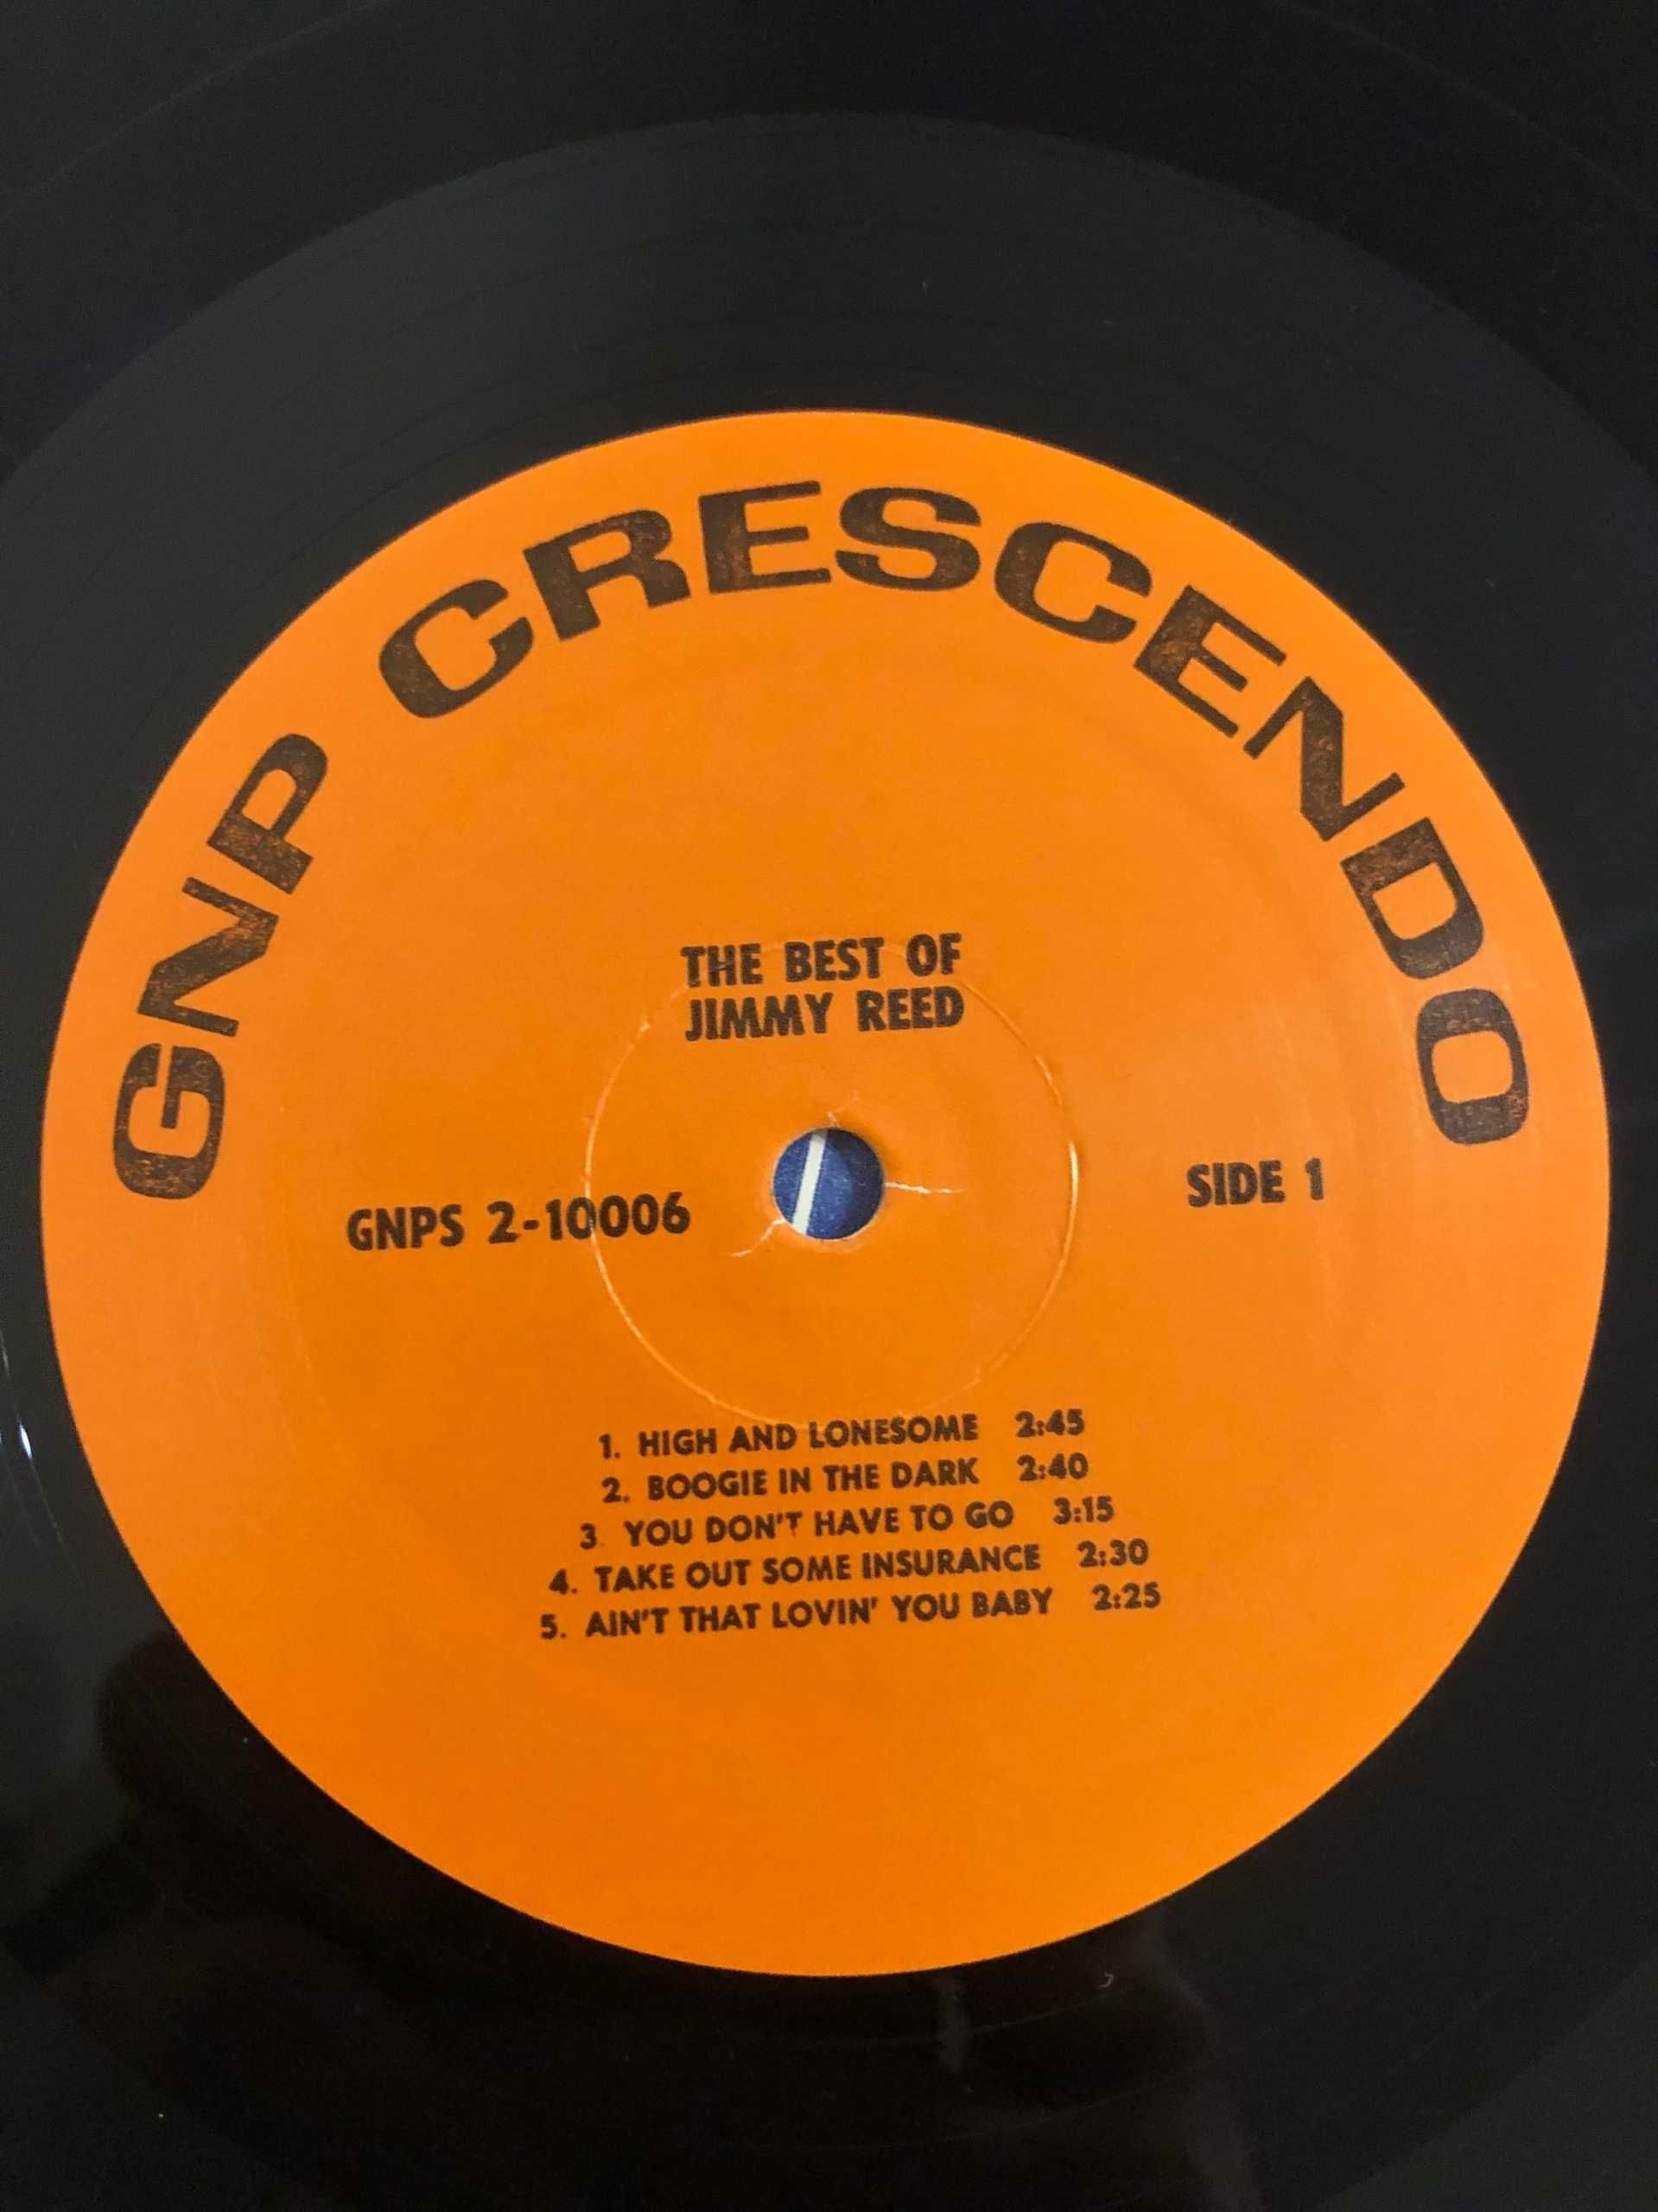 GNP CRESCENDO
THE BEST OF
JIMMY REED
GNPS 2-10006
SIDE 1
1. HIGH AND LONESOME 2:45
2. BOOGIE IN THE DARK 2:40
3. YOU DON'T HAVE TO GO 3:15
4. TAKE OUT SOME INSURANCE 2:30
5. AIN'T THAT LOVIN' YOU BABY 2:25